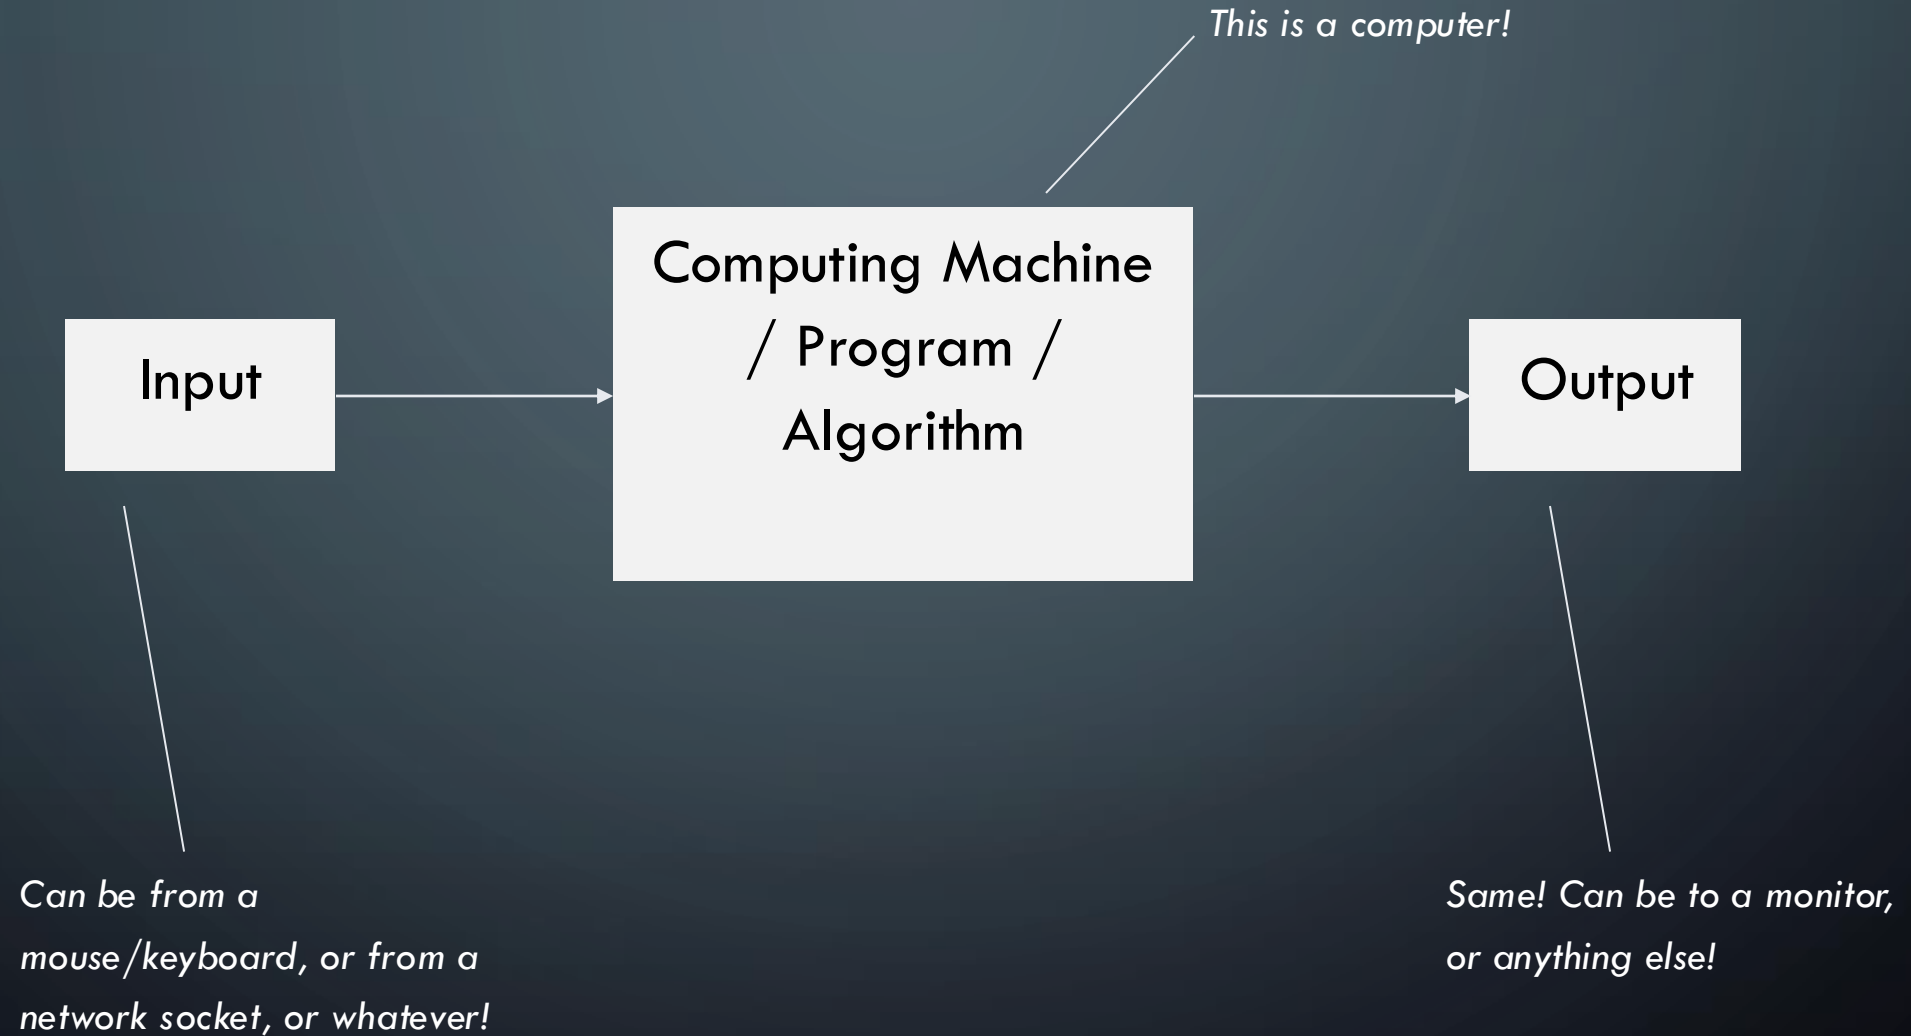 This is a computer!
Computing Machine
/ Program /
Algorithm
Input
Output
Can be from a
mouse/keyboard, or from a
network socket, or whatever!
Same! Can be to a monitor,
or anything else!